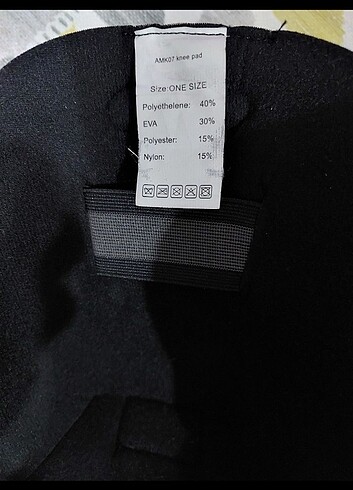 AMK07 knee pad
Size:ONE SIZE
Polyethelene: 40%
EVA 30%
Polyester: 15%
Nylon: 15%